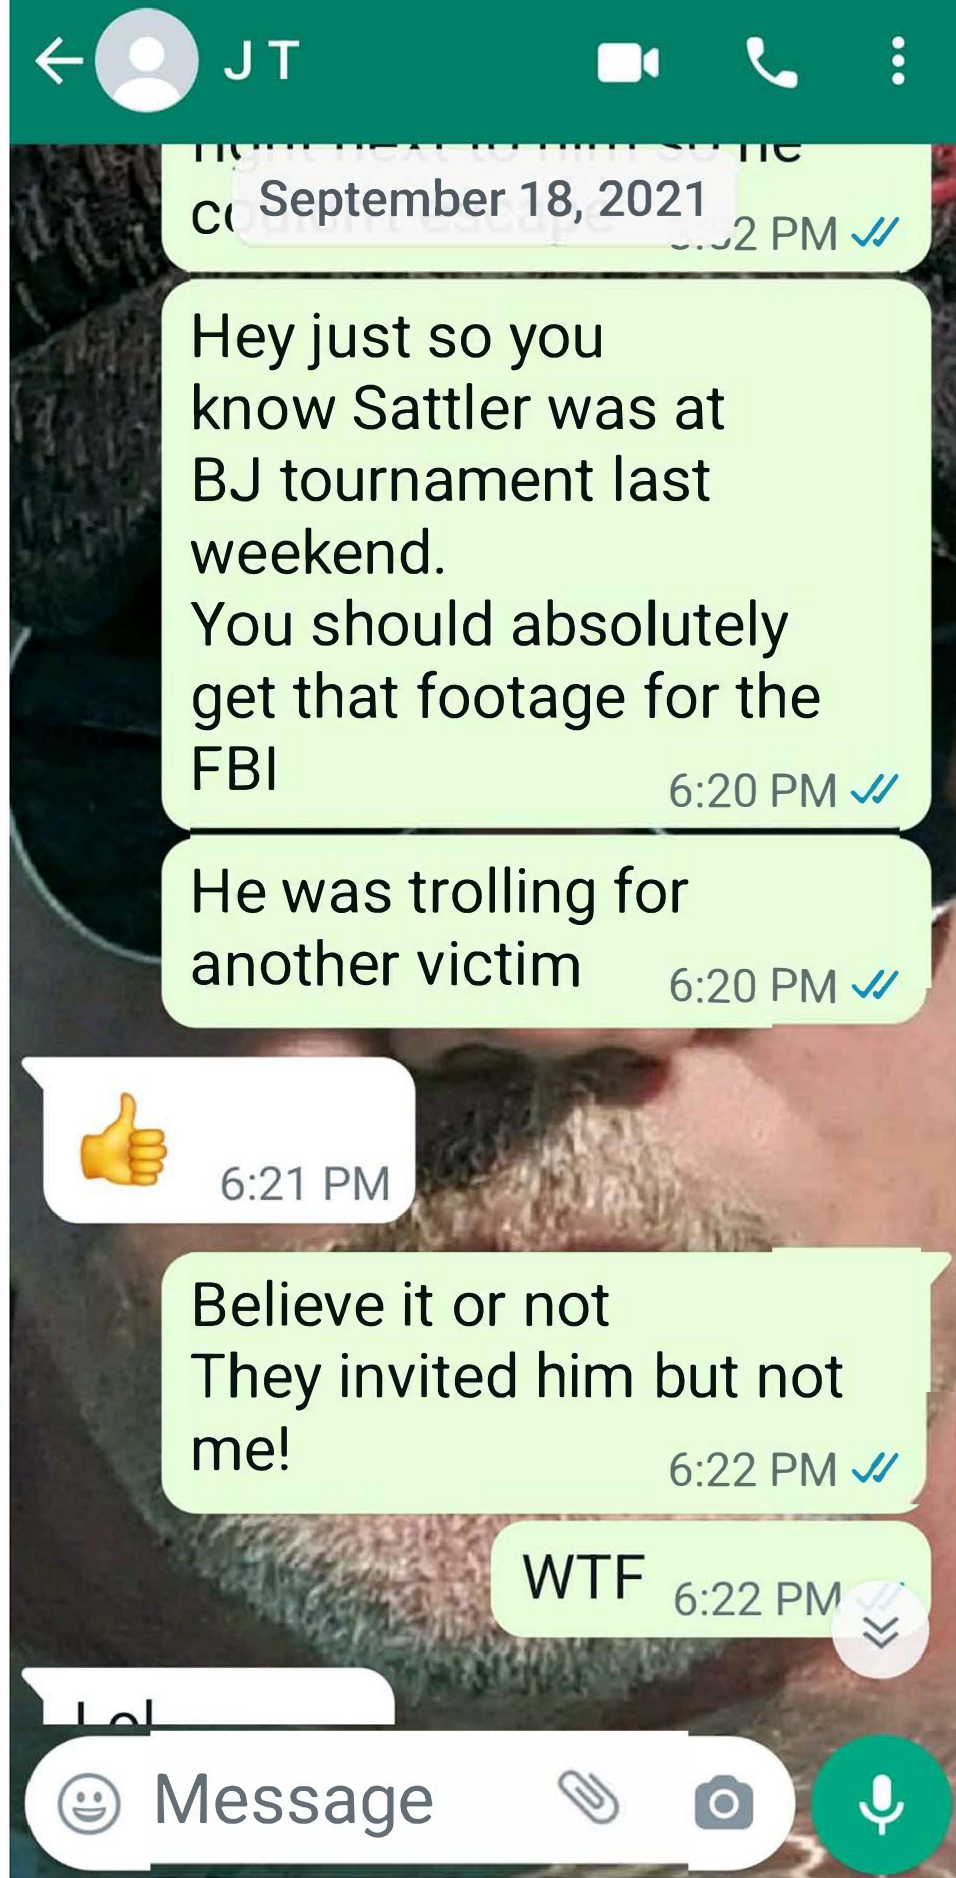 J T
September 18, 2021
PM
Hey just so you
know Sattler was at
BJ tournament last
weekend.
You should absolutely
get that footage for the
FBI
6:20 PM
He was trolling for
another victim
6:20 PM
👍
6:21 PM
Believe it or not
They invited him but not
me!
6:22 PM
WTF
6:22 PM
Lol
Message